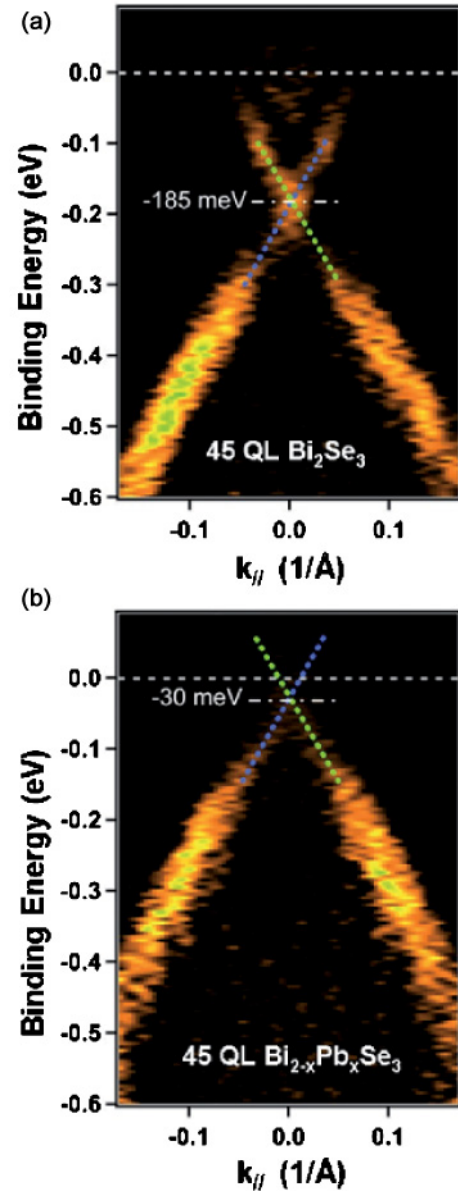 (a)
0.0
-0.1
-185 meV
-0.2
-0.3
-0.4
-0.5
-0.6
Binding Energy (eV)
45 QL Bi₂Se₃
-0.1 0.0 0.1
k// (1/Å)
(b)
0.0
-30 meV
-0.1
-0.2
-0.3
-0.4
-0.5
-0.6
Binding Energy (eV)
45 QL Bi₂₋ₓPbₓSe₃
-0.1 0.0 0.1
k// (1/Å)